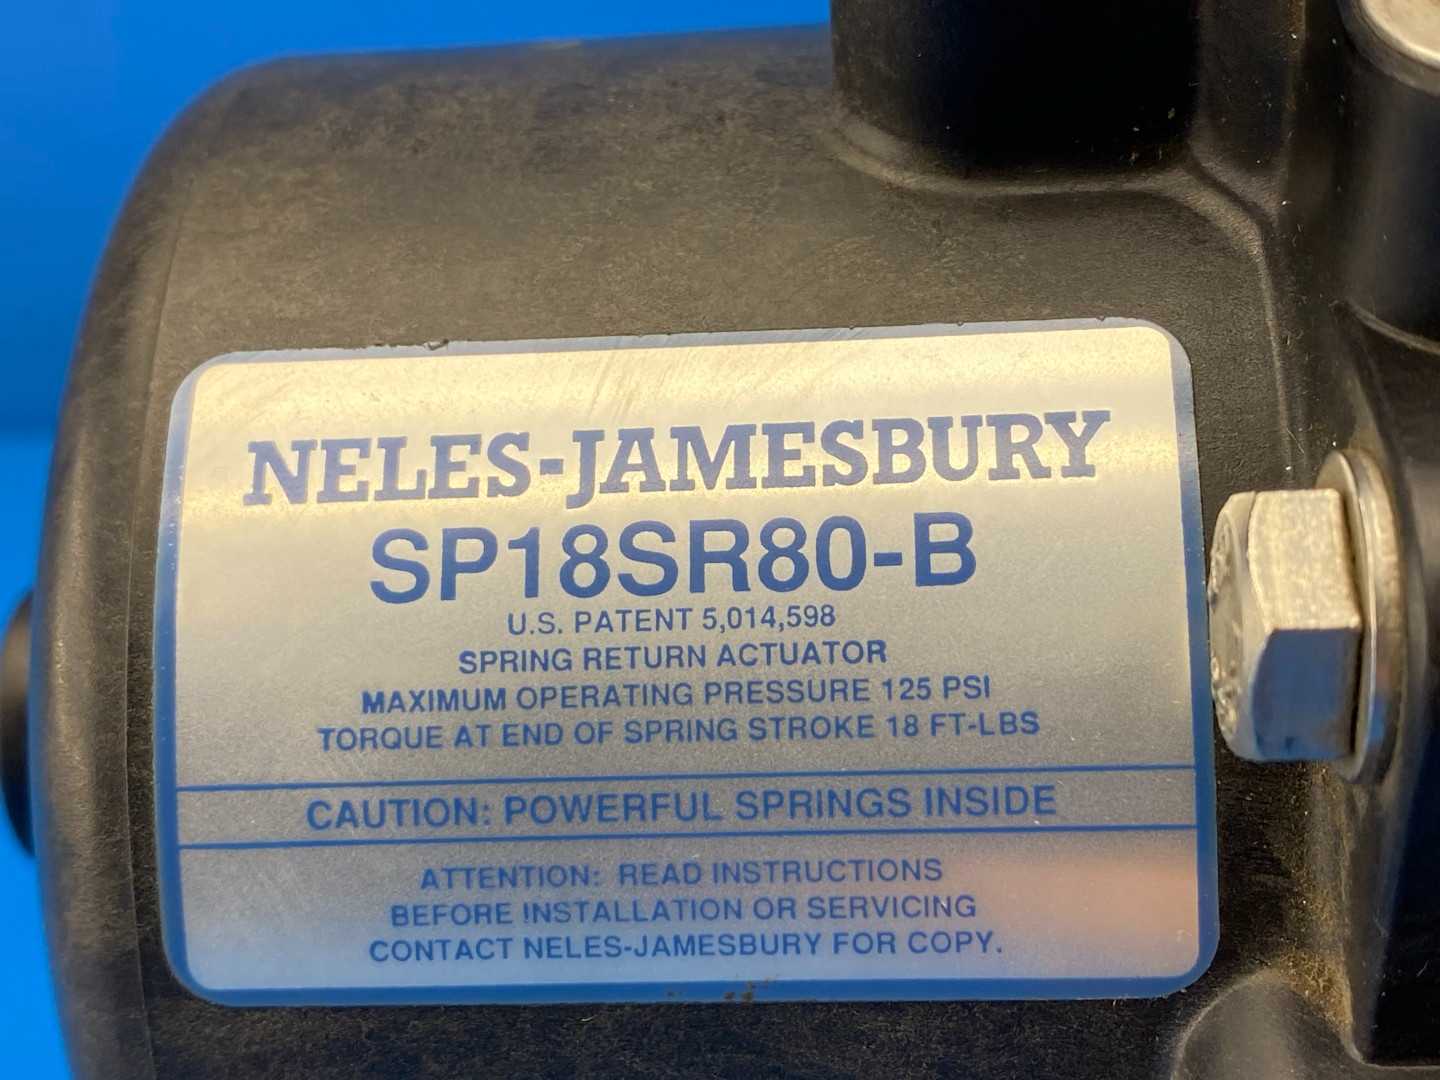 NELES-JAMESBURY
SP18SR80-B
U.S. PATENT 5,014,598
SPRING RETURN ACTUATOR
MAXIMUM OPERATING PRESSURE 125 PSI
TORQUE AT END OF SPRING STROKE 18 FT-LBS
CAUTION: POWERFUL SPRINGS INSIDE
ATTENTION: READ INSTRUCTIONS
BEFORE INSTALLATION OR SERVICING
CONTACT NELES-JAMESBURY FOR COPY.